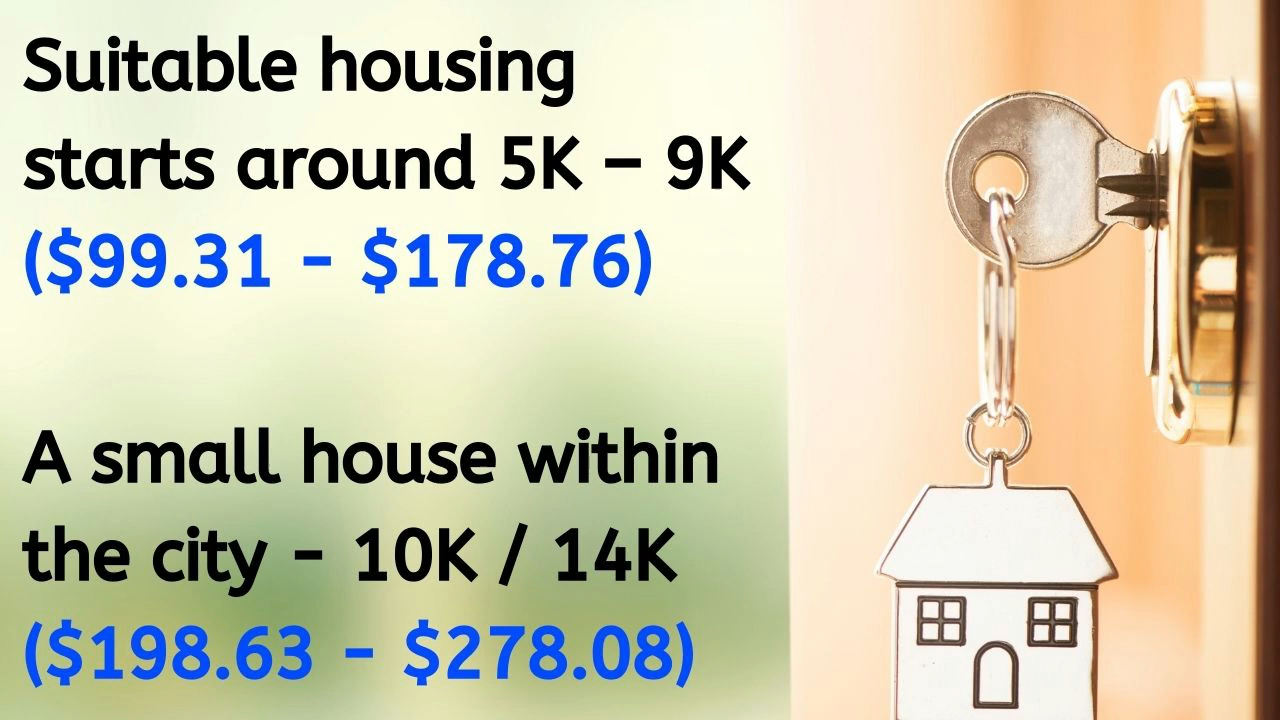 Suitable housing
starts around 5K – 9K
($99.31 - $178.76)
A small house within
the city - 10K / 14K
($198.63 - $278.08)